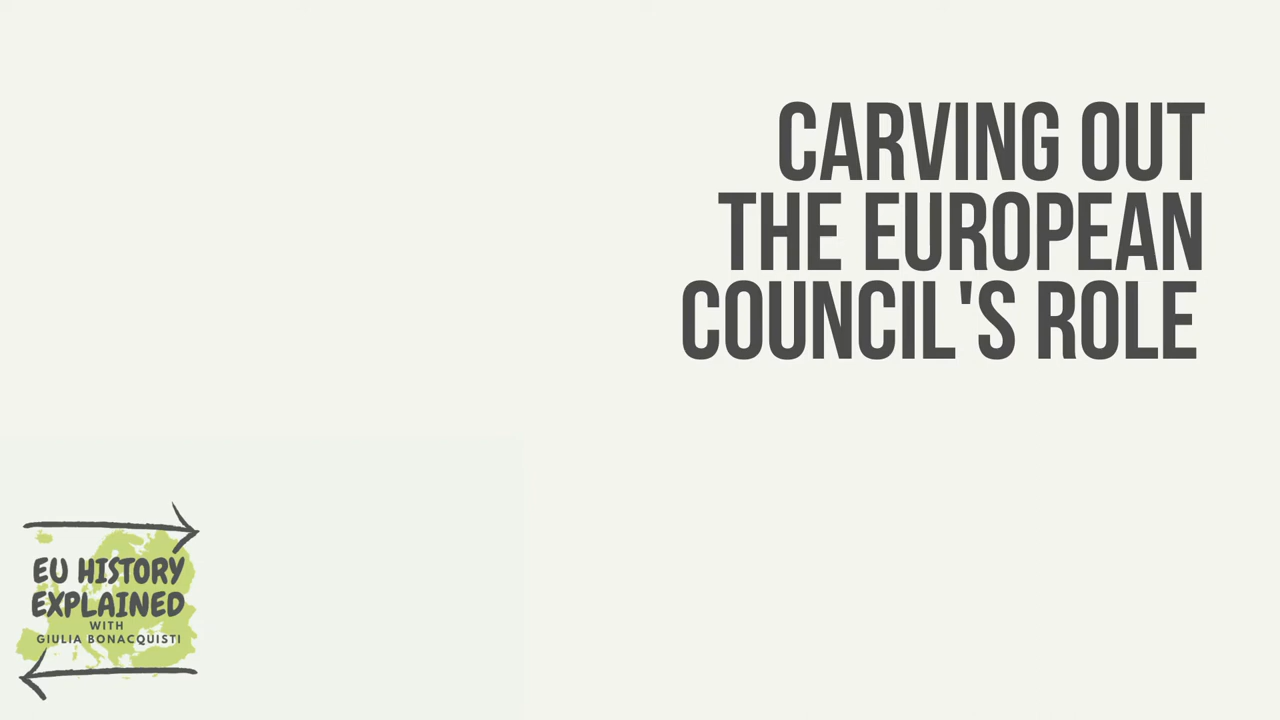 CARVING OUT
THE EUROPEAN
COUNCIL'S ROLE
EU HISTORY
EXPLAINED
WITH
GIULIA BONACQUISTI